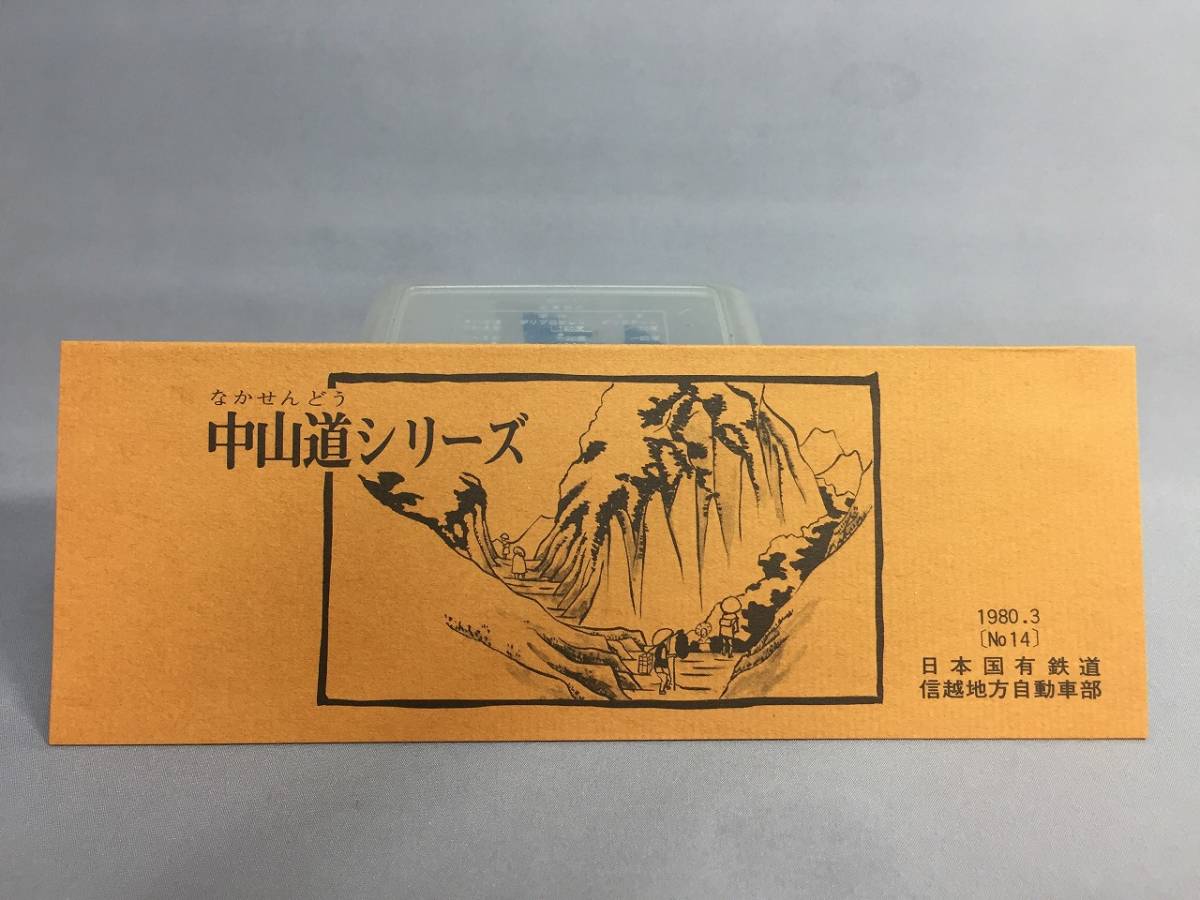 なかせんどう
中山道シリーズ
1980.3
〔No14〕
日本国有鉄道
信越地方自動車部